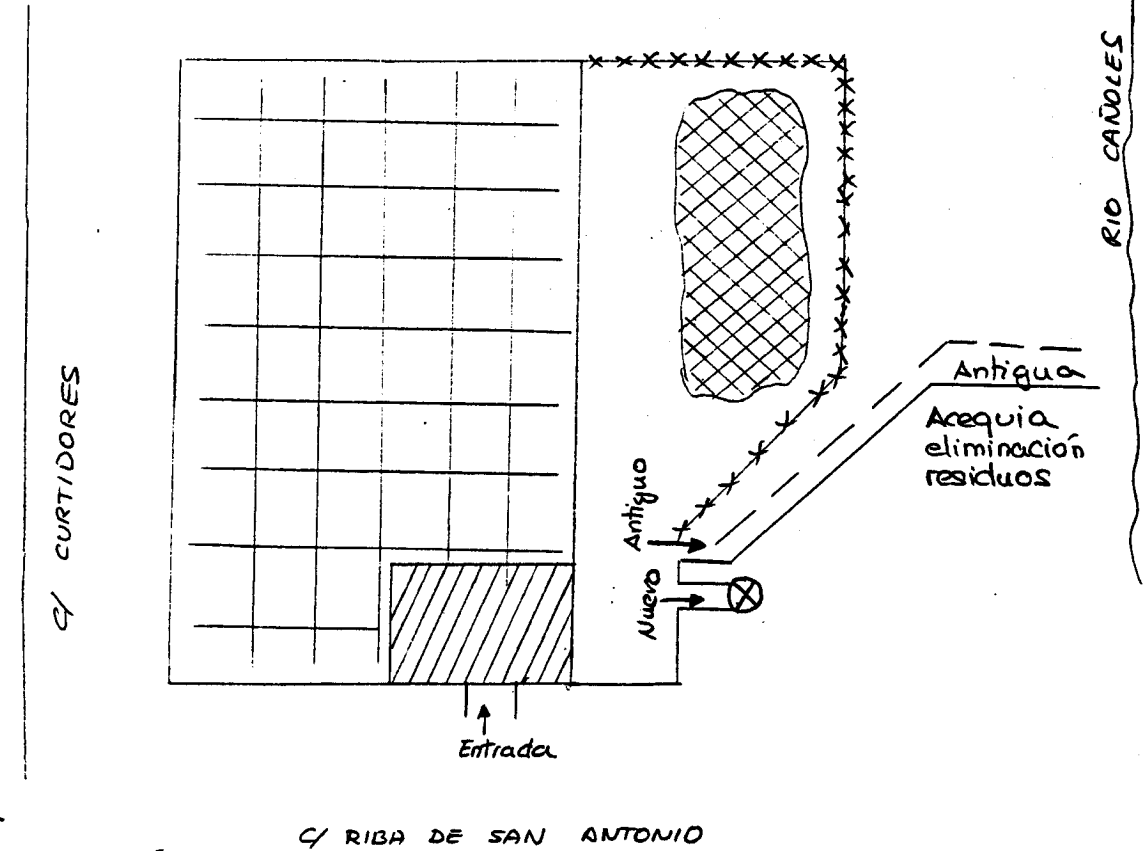 RIO CAÑOLES
C/ CURTIDORES
Antigua
Acequia
eliminación
residuos
Antiguo
Nuevo
Entrada
C/ RIBA DE SAN ANTONIO